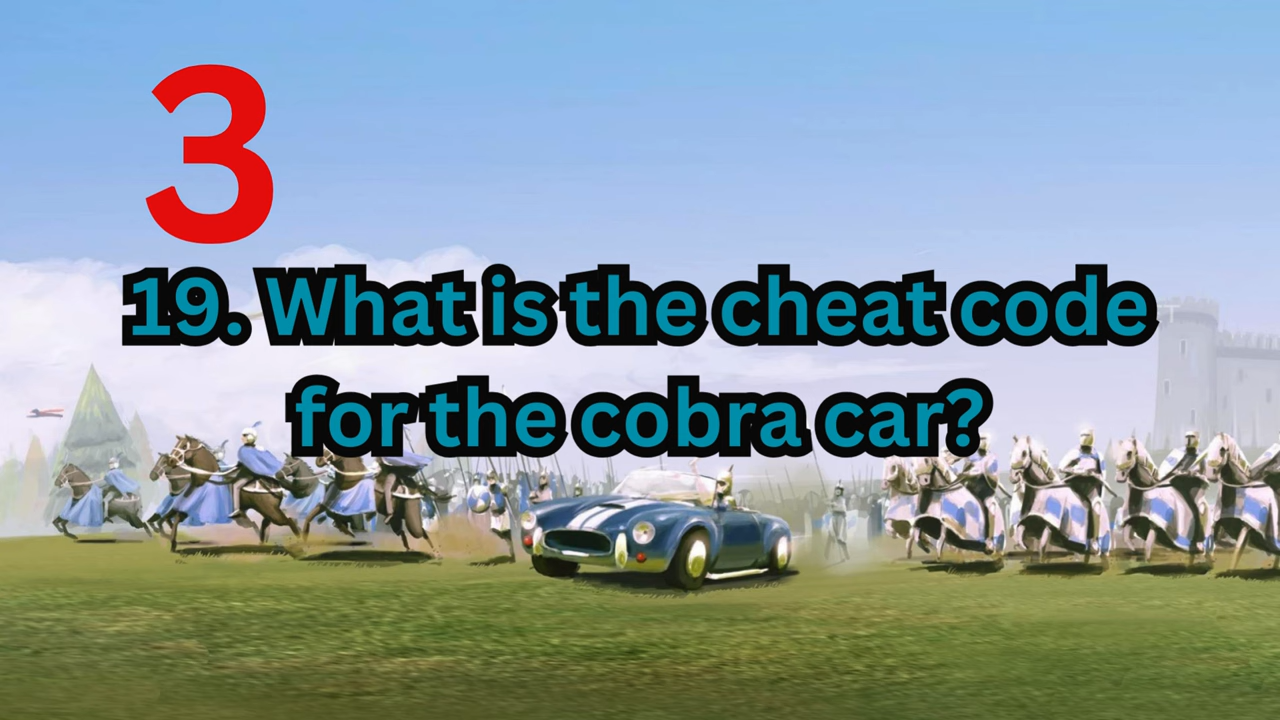 3
19. What is the cheat code
for the cobra car?